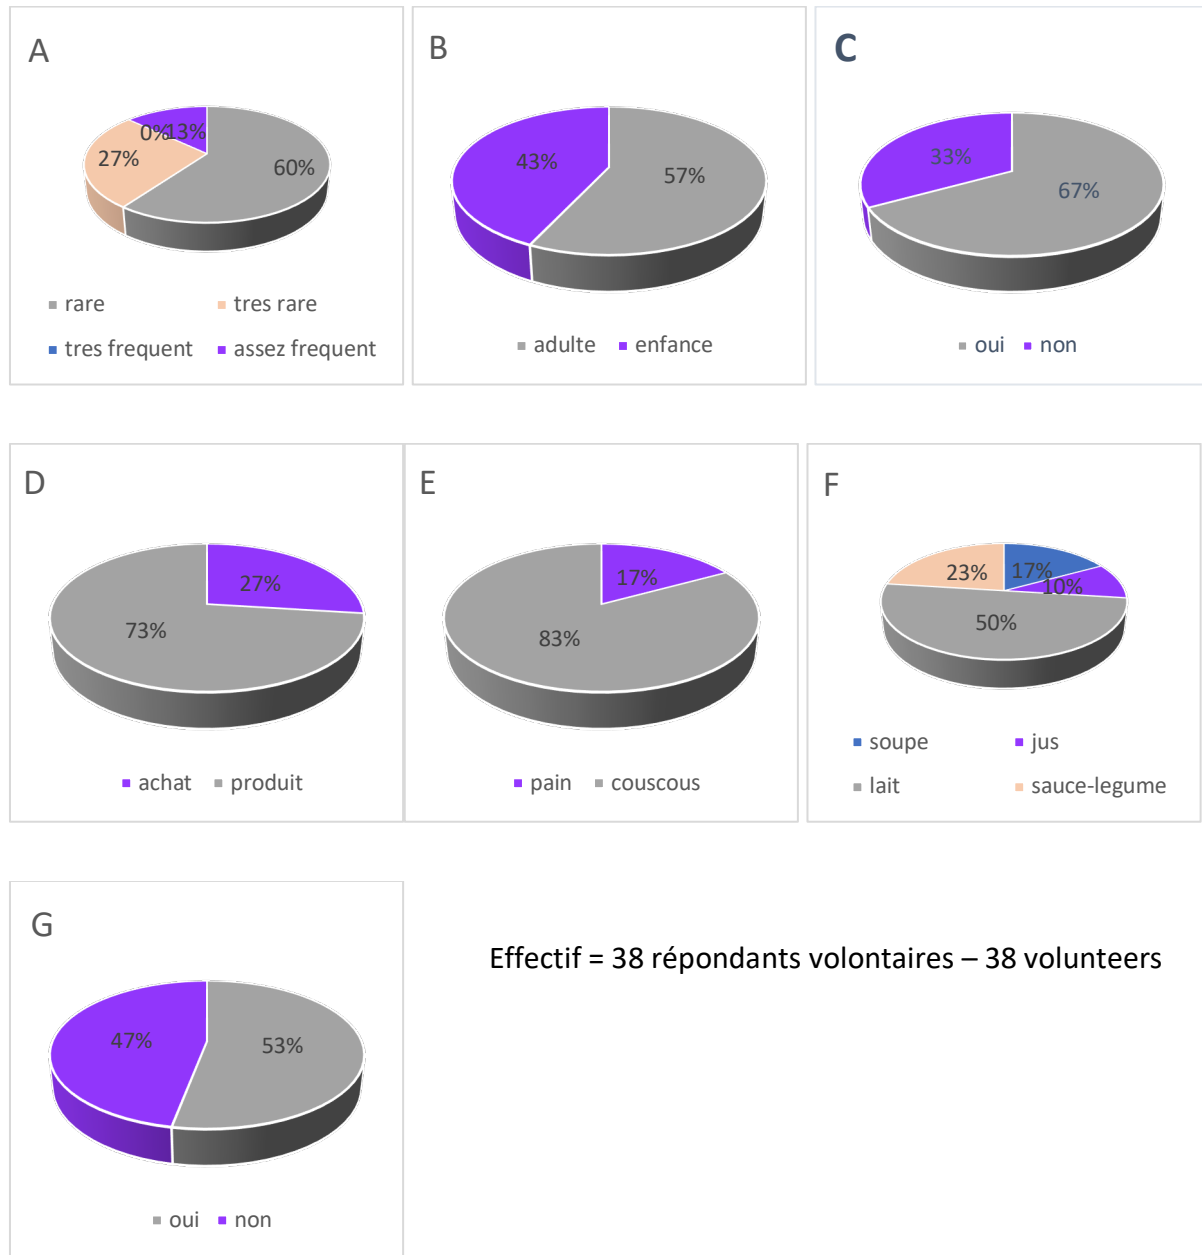 A
0% 13%
27%
60%
rare tres rare
tres frequent assez frequent
B
43% 57%
adulte enfance
C
33%
67%
oui non
D
27%
73%
achat produit
E
17%
83%
pain couscous
F
23% 17%
10%
50%
soupe jus
lait sauce-legume
G
47% 53%
oui non
Effectif = 38 répondants volontaires – 38 volunteers